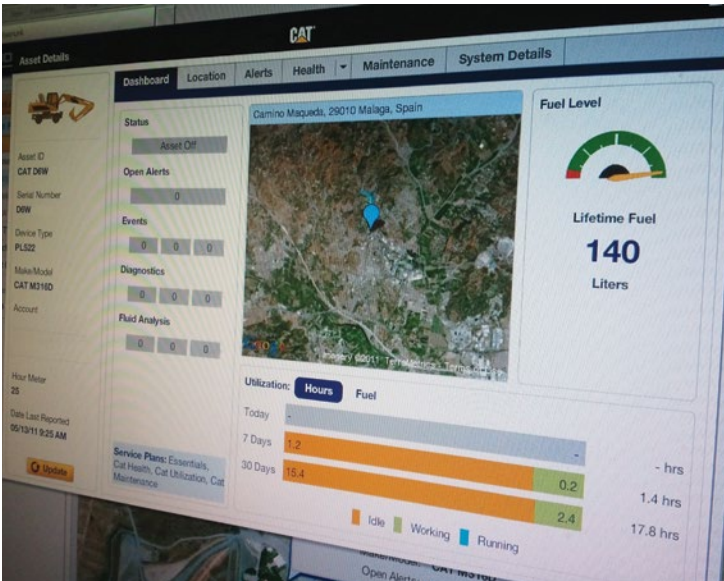 CAT
Asset Details
Dashboard
Location
Alerts
Health
Maintenance
System Details
Asset ID
CAT D6W
Serial Number
D6W
Device Type
PL522
Make/Model
CAT M316D
Account
Hour Meter
25
Date Last Reported
05/13/11 9:25 AM
Update
Status
Asset Off
Open Alerts
0
Events
0 0 0
Diagnostics
0 0 0
Fluid Analysis
0 0 0
Service Plans: Essentials,
Cat Health, Cat Utilization, Cat
Maintenance
Camino Maqueda, 29010 Malaga, Spain
Imagery ©2011
Fuel Level
Lifetime Fuel
140
Liters
Utilization: Hours Fuel
Today - - - hrs
7 Days 1.2 0.2 1.4 hrs
30 Days 15.4 2.4 17.8 hrs
Idle Working Running
Open Alerts